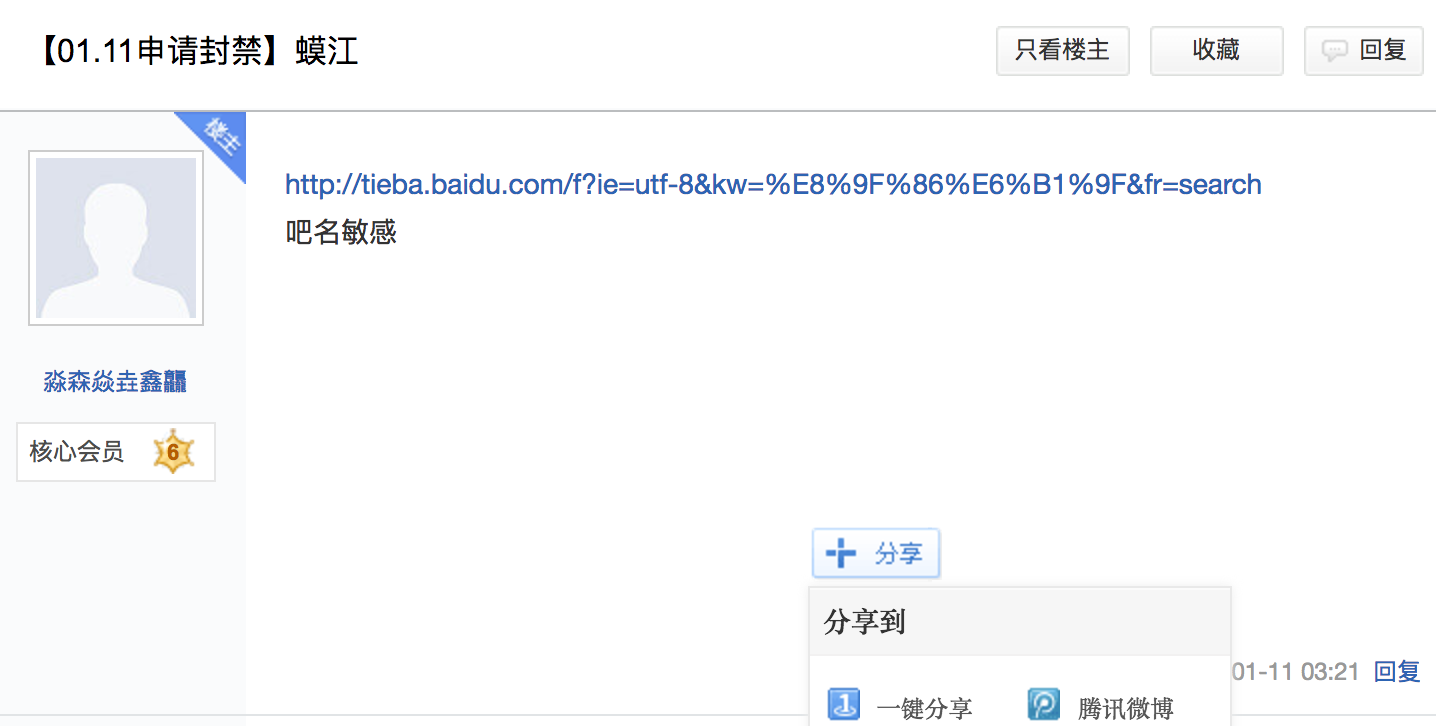 【01.11申请封禁】蟆江
只看楼主
收藏
回复
楼主
http://tieba.baidu.com/f?ie=utf-8&kw=%E8%9F%86%E6%B1%9F&fr=search
吧名敏感
淼森焱垚鑫𪚥
核心会员 6
分享
分享到
01-11 03:21 回复
一键分享
腾讯微博